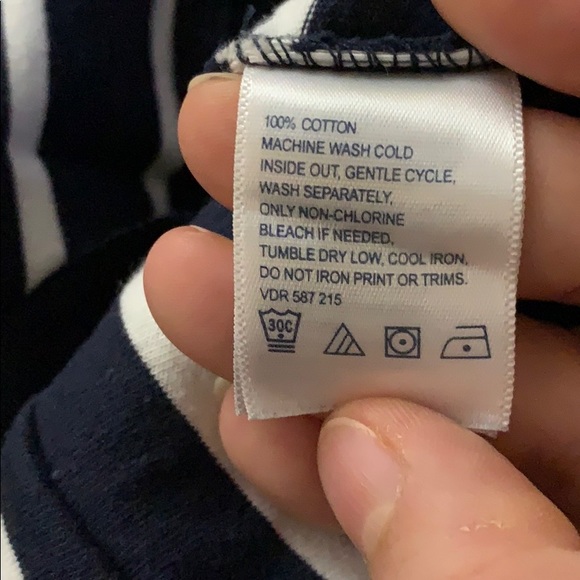 100% COTTON
MACHINE WASH COLD
INSIDE OUT, GENTLE CYCLE,
WASH SEPARATELY,
ONLY NON-CHLORINE
BLEACH IF NEEDED,
TUMBLE DRY LOW, COOL IRON.
DO NOT IRON PRINT OR TRIMS.
VDR 587 215
30C